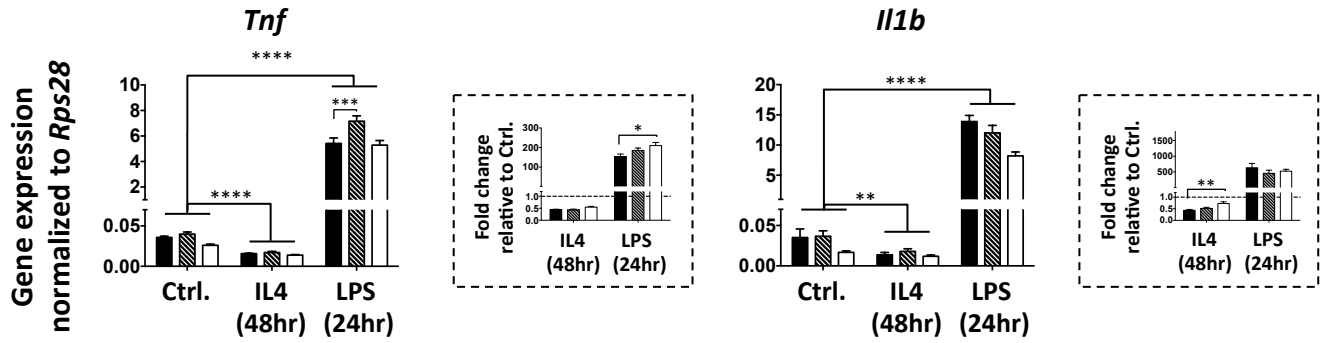 Tnf
Il1b
Gene expression
normalized to Rps28
****
***
****
10
8
6
4
2
0.05
0.00
Ctrl.
IL4
(48hr)
LPS
(24hr)
Fold change
relative to Ctrl.
*
300
200
100
1.0
0.5
0.0
IL4
(48hr)
LPS
(24hr)
****
**
20
15
10
5
0.05
0.00
Ctrl.
IL4
(48hr)
LPS
(24hr)
Fold change
relative to Ctrl.
**
1500
1000
500
1.0
0.5
0.0
IL4
(48hr)
LPS
(24hr)